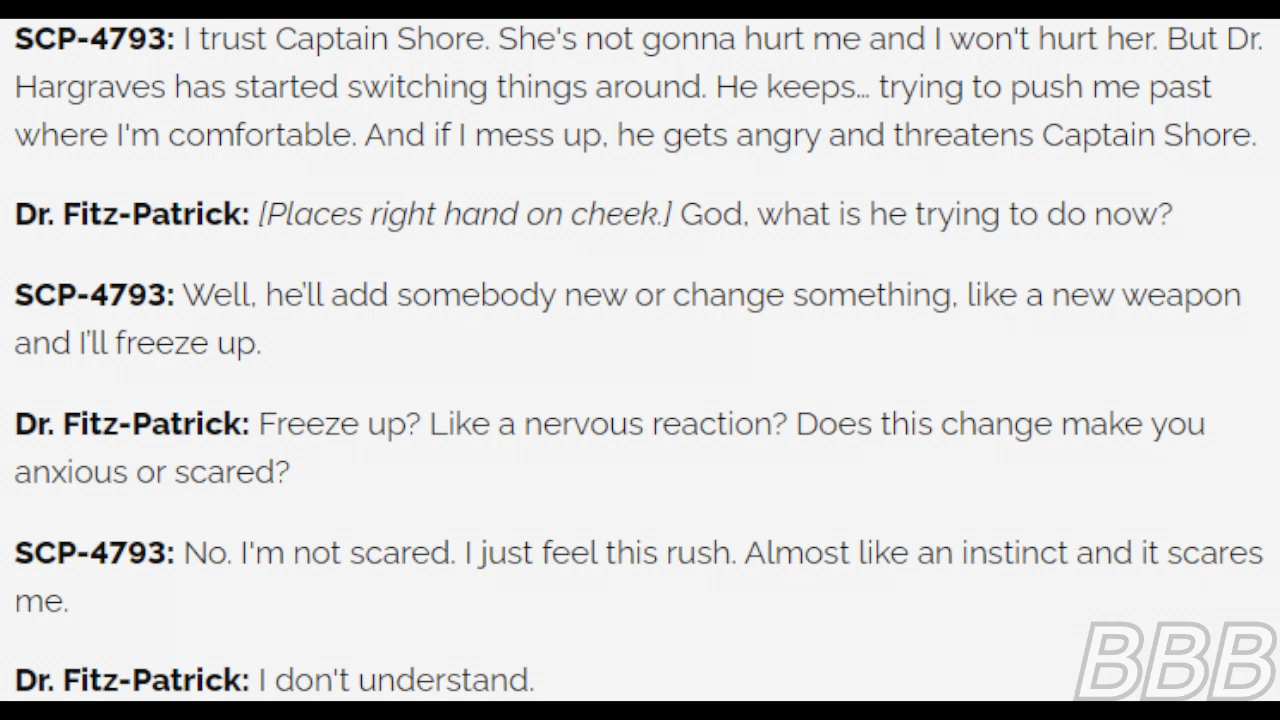 SCP-4793: I trust Captain Shore. She's not gonna hurt me and I won't hurt her. But Dr.
Hargraves has started switching things around. He keeps… trying to push me past
where I'm comfortable. And if I mess up, he gets angry and threatens Captain Shore.
Dr. Fitz-Patrick: [Places right hand on cheek.] God, what is he trying to do now?
SCP-4793: Well, he’ll add somebody new or change something, like a new weapon
and I’ll freeze up.
Dr. Fitz-Patrick: Freeze up? Like a nervous reaction? Does this change make you
anxious or scared?
SCP-4793: No. I'm not scared. I just feel this rush. Almost like an instinct and it scares
me.
Dr. Fitz-Patrick: I don't understand.
BBB